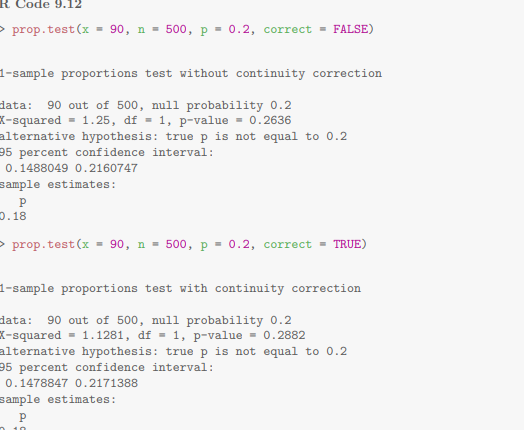 R Code 9.12
> prop.test(x = 90, n = 500, p = 0.2, correct = FALSE)
1-sample proportions test without continuity correction
data: 90 out of 500, null probability 0.2
X-squared = 1.25, df = 1, p-value = 0.2636
alternative hypothesis: true p is not equal to 0.2
95 percent confidence interval:
0.1488049 0.2160747
sample estimates:
p
0.18
> prop.test(x = 90, n = 500, p = 0.2, correct = TRUE)
1-sample proportions test with continuity correction
data: 90 out of 500, null probability 0.2
X-squared = 1.1281, df = 1, p-value = 0.2882
alternative hypothesis: true p is not equal to 0.2
95 percent confidence interval:
0.1478847 0.2171388
sample estimates:
p
0.18